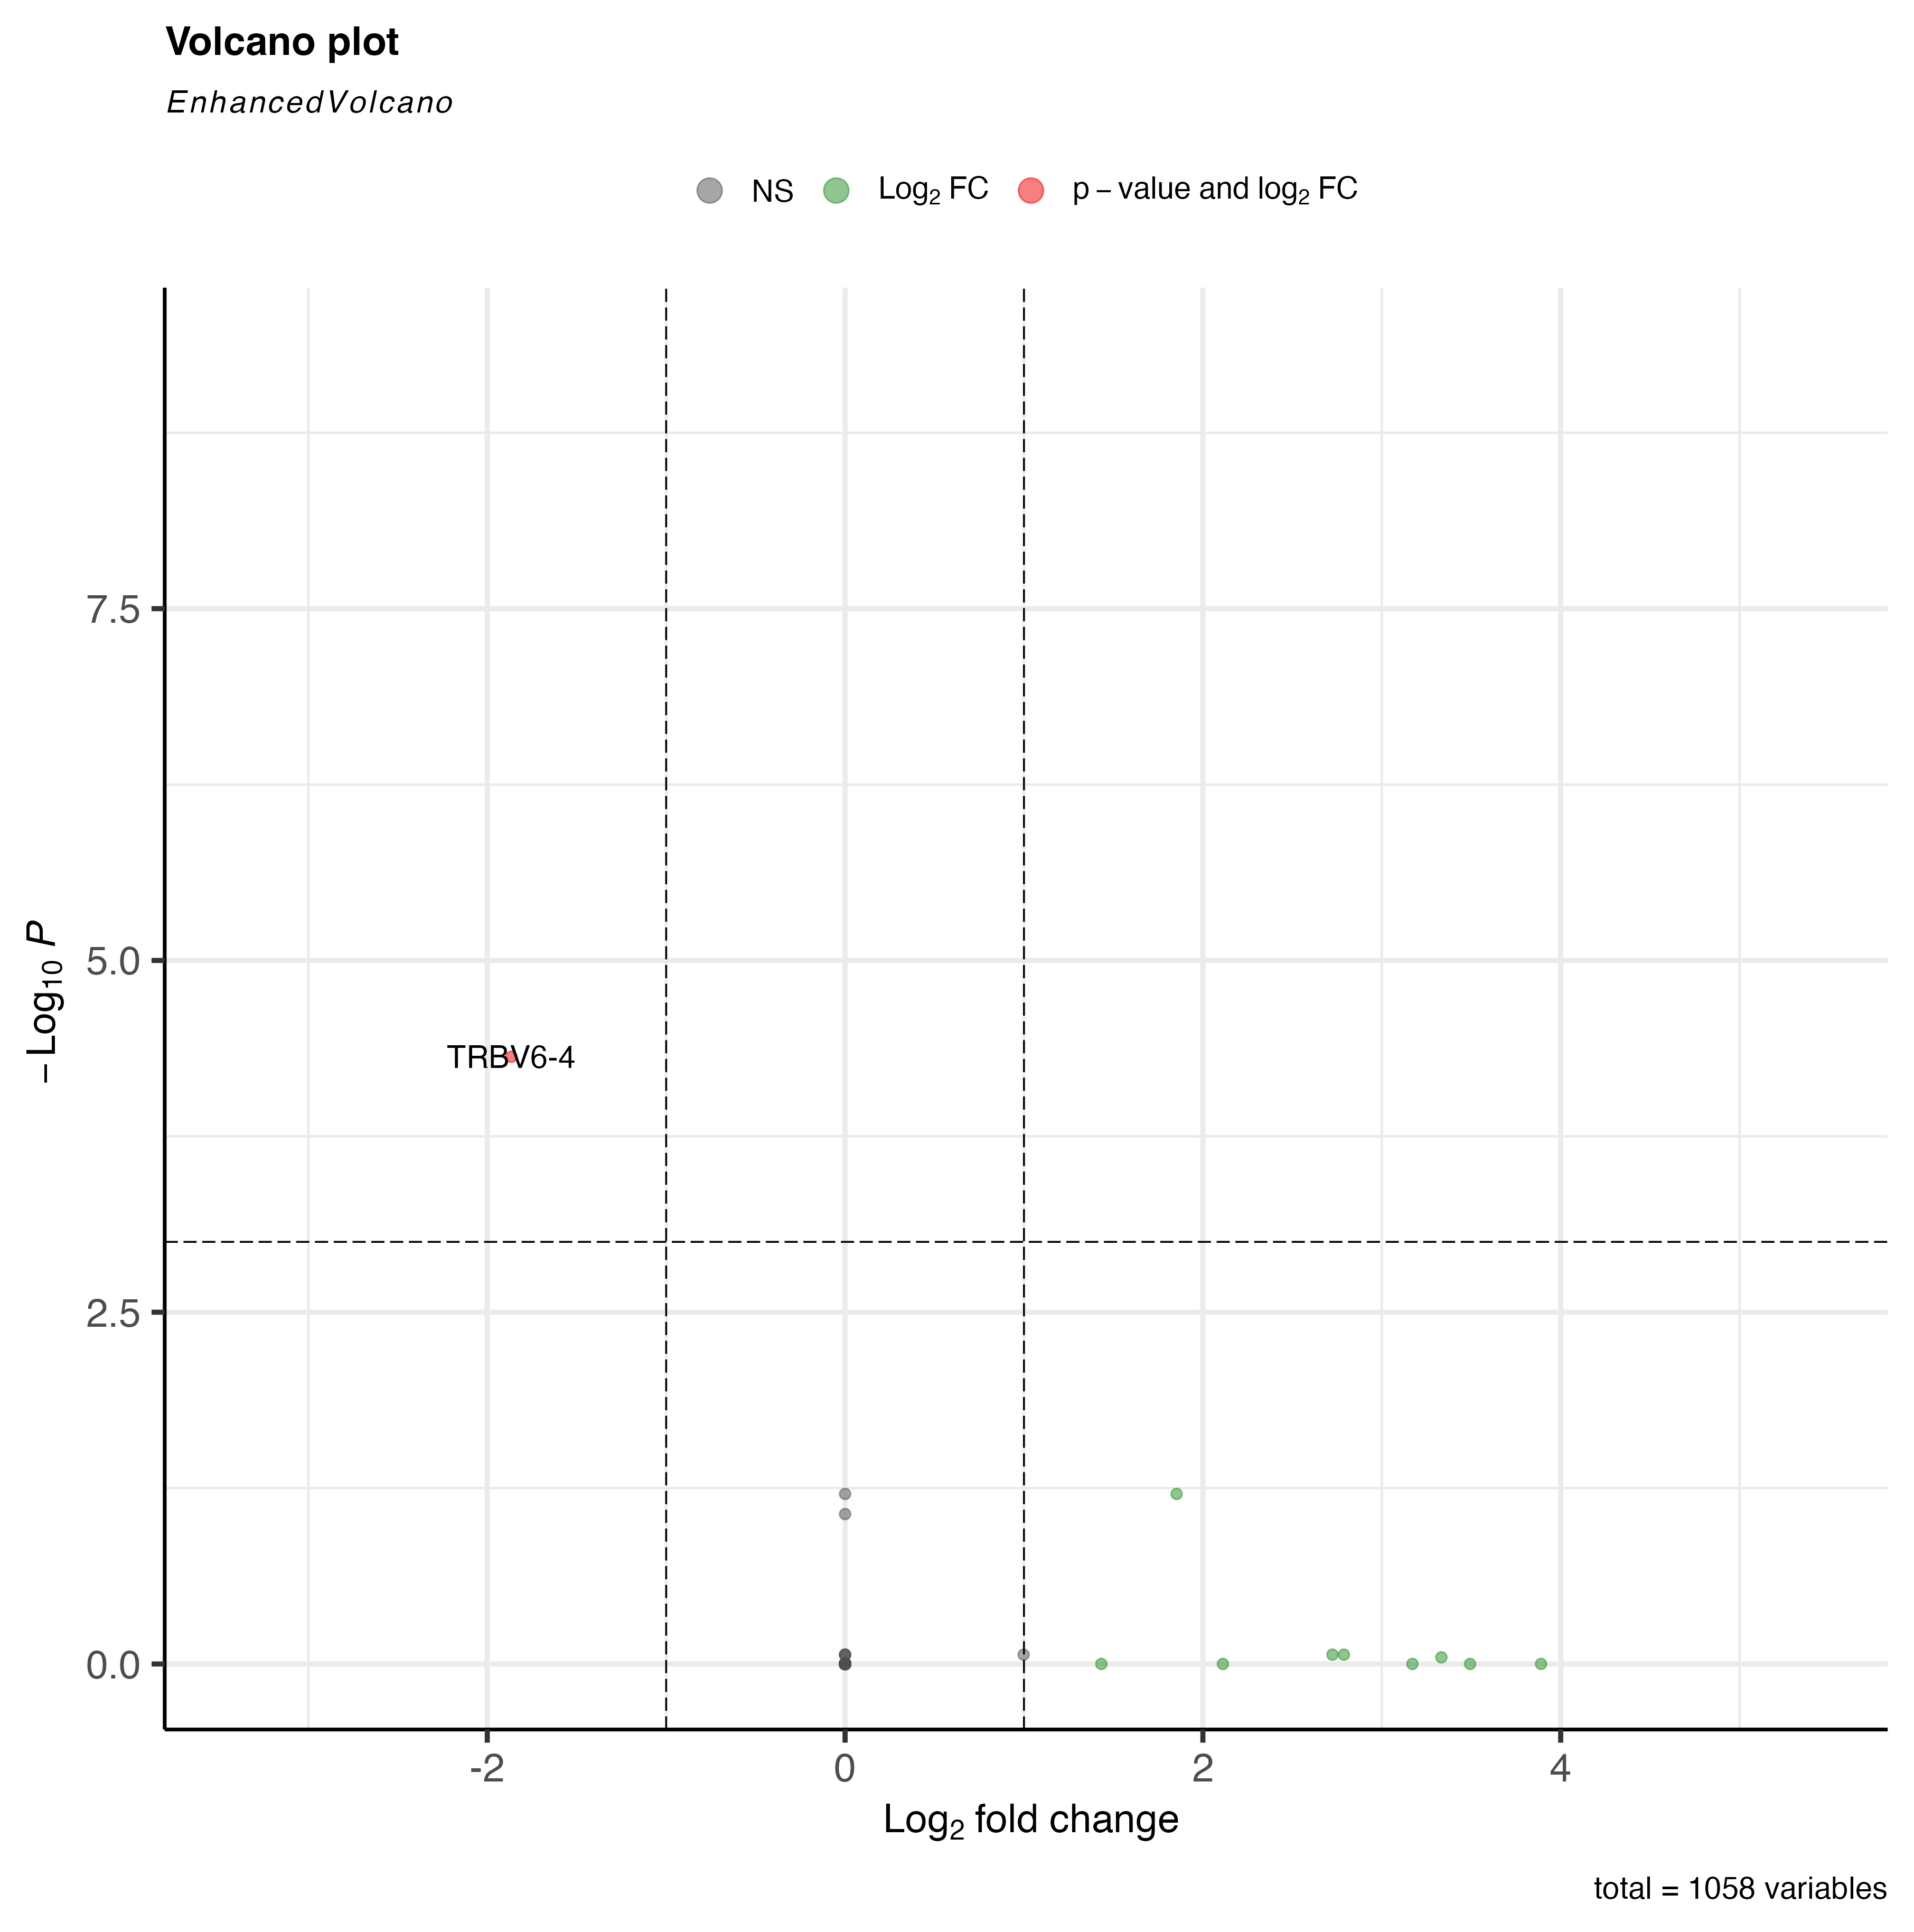 Volcano plot
EnhancedVolcano
NS
Log2 FC
p – value and log2 FC
−Log10 P
7.5
5.0
TRBV6-4
2.5
0.0
-2
0
2
4
Log2 fold change
total = 1058 variables